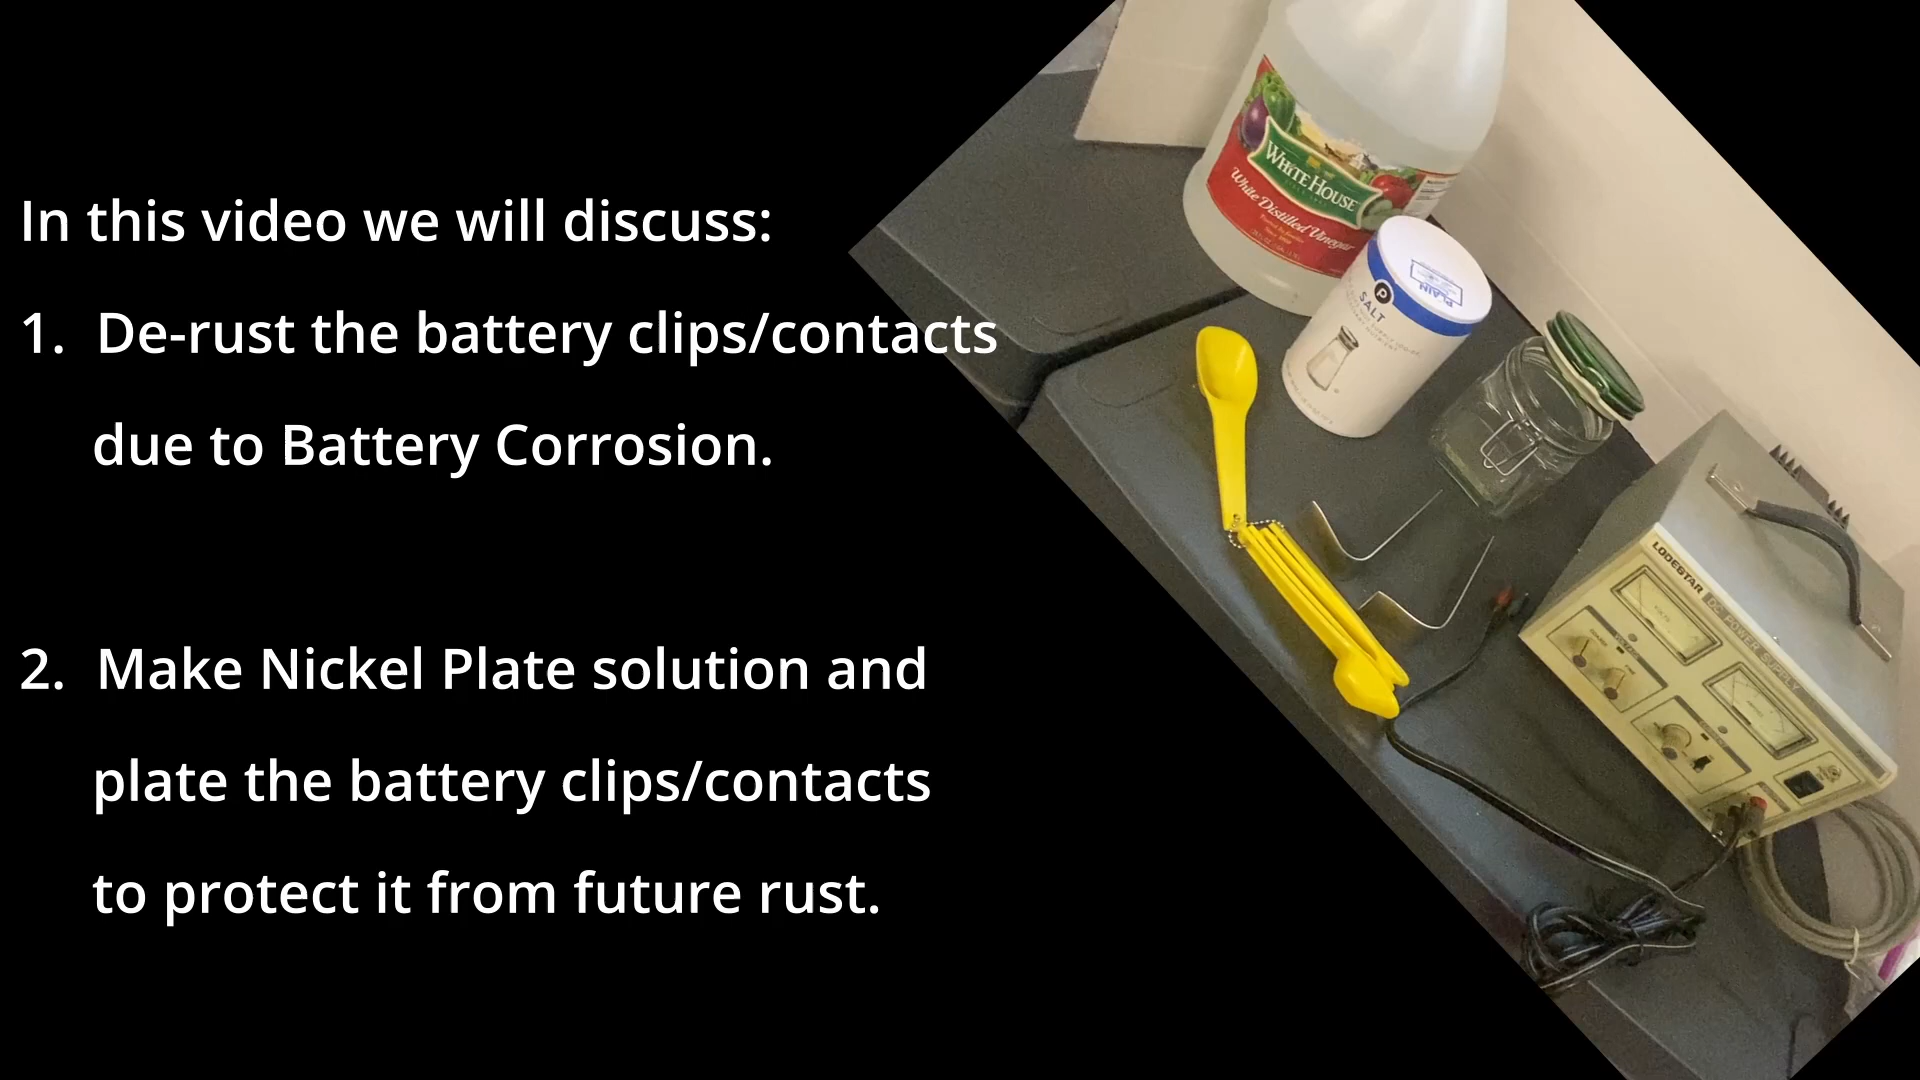 In this video we will discuss:
1. De-rust the battery clips/contacts
due to Battery Corrosion.
2. Make Nickel Plate solution and
plate the battery clips/contacts
to protect it from future rust.
WHITE HOUSE
White Distilled Vinegar
PLAIN
P
SALT
LODESTAR
DC POWER SUPPLY
VOLTS